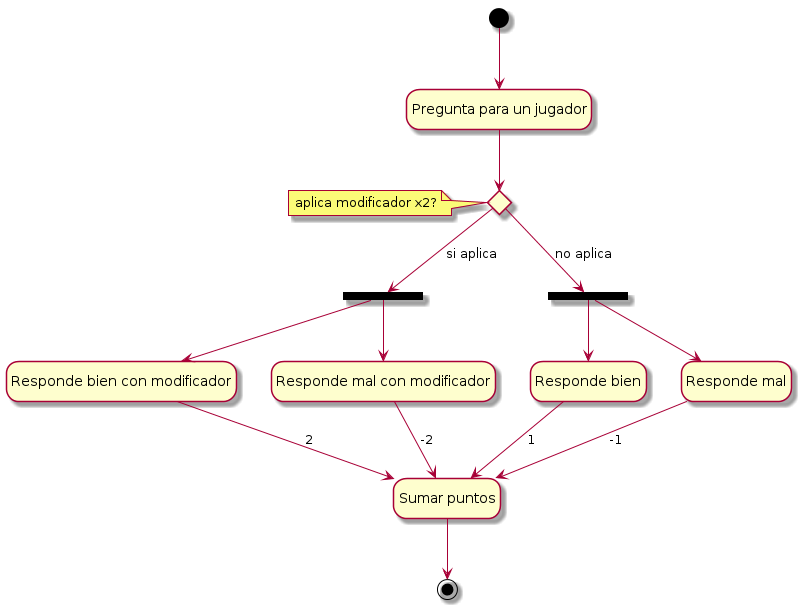 Pregunta para un jugador
aplica modificador x2?
si aplica
no aplica
Responde bien con modificador
Responde mal con modificador
Responde bien
Responde mal
2
-2
1
-1
Sumar puntos